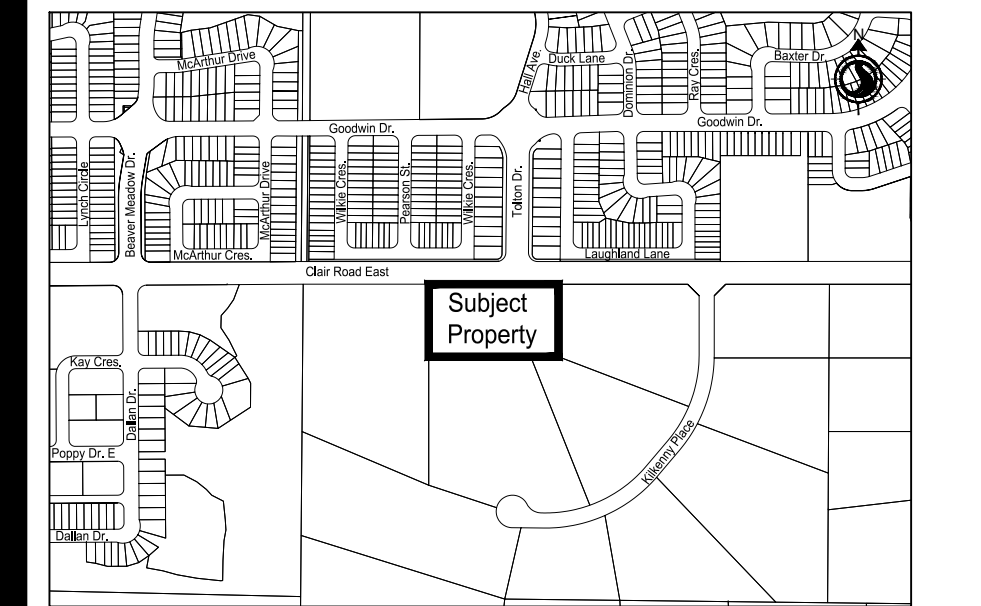 N
McArthur Drive
Hall Ave.
Duck Lane
Dominion Dr.
Ray Cres.
Baxter Dr.
Goodwin Dr.
Goodwin Dr.
Lynch Circle
Beaver Meadow Dr.
McArthur Drive
Wilkie Cres.
Pearson St.
Wilkie Cres.
Tolton Dr.
McArthur Cres.
Laughland Lane
Clair Road East
Subject
Property
Kay Cres.
Dallan Dr.
Kilkenny Place
Poppy Dr. E
Dallan Dr.